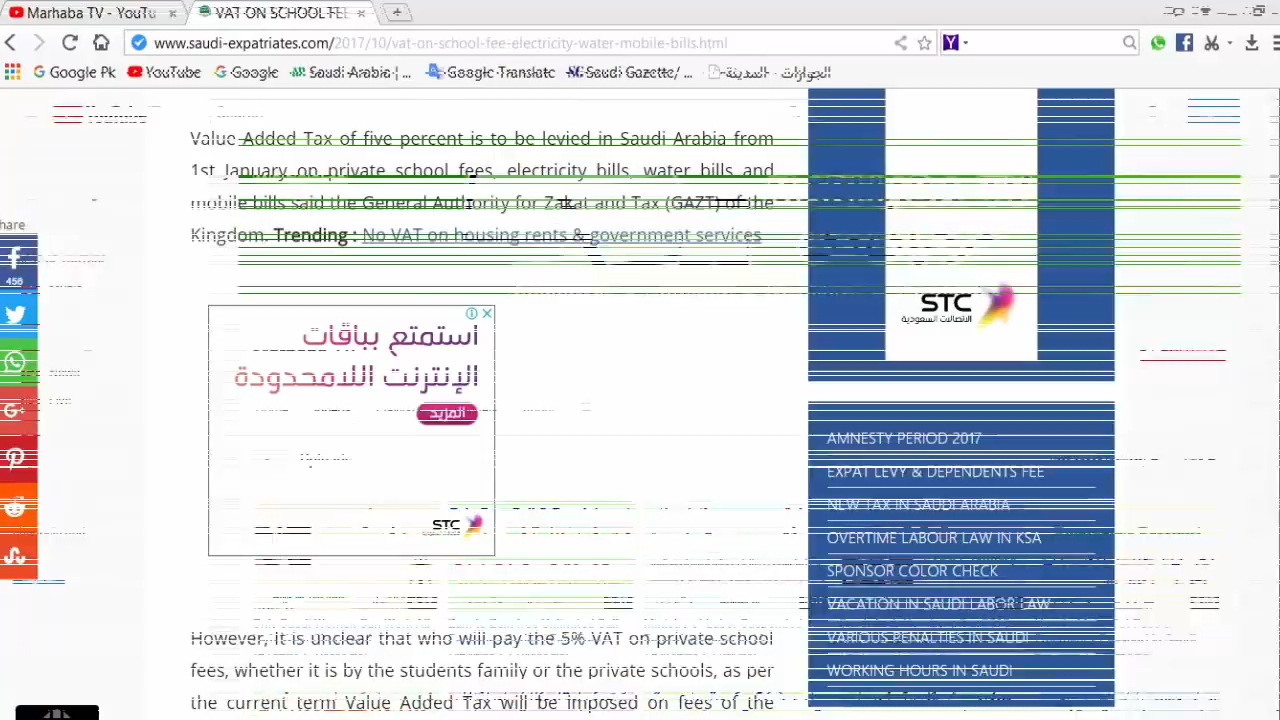 Marhaba TV - YouTu
VAT ON SCHOOL FEE
www.saudi-expatriates.com/2017/10/vat-on-school-fee-electricity-water-mobile-bills.html
Google Pk YouTube Google Saudi Arabia | ... Google Translate Saudi Gazette/ ... الجوازات - المدينة
Value Added Tax of five percent is to be levied in Saudi Arabia from
1st January on private school fees, electricity bills, water bills and
mobile bills said the General Authority for Zakat and Tax (GAZT) of the
Kingdom. Trending : No VAT on housing rents & government services
hare
458
استمتع بباقات
الإنترنت اللامحدودة
المزيد
STC
STC
الاتصالات السعودية
AMNESTY PERIOD 2017
EXPAT LEVY & DEPENDENTS FEE
NEW TAX IN SAUDI ARABIA
OVERTIME LABOUR LAW IN KSA
SPONSOR COLOR CHECK
VACATION IN SAUDI LABOR LAW
VARIOUS PENALTIES IN SAUDI
WORKING HOURS IN SAUDI
However, it is unclear that who will pay the 5% VAT on private school
fees, whether it is by the students family or the private schools, as per
the current event Value Added Tax will be imposed on fees of the